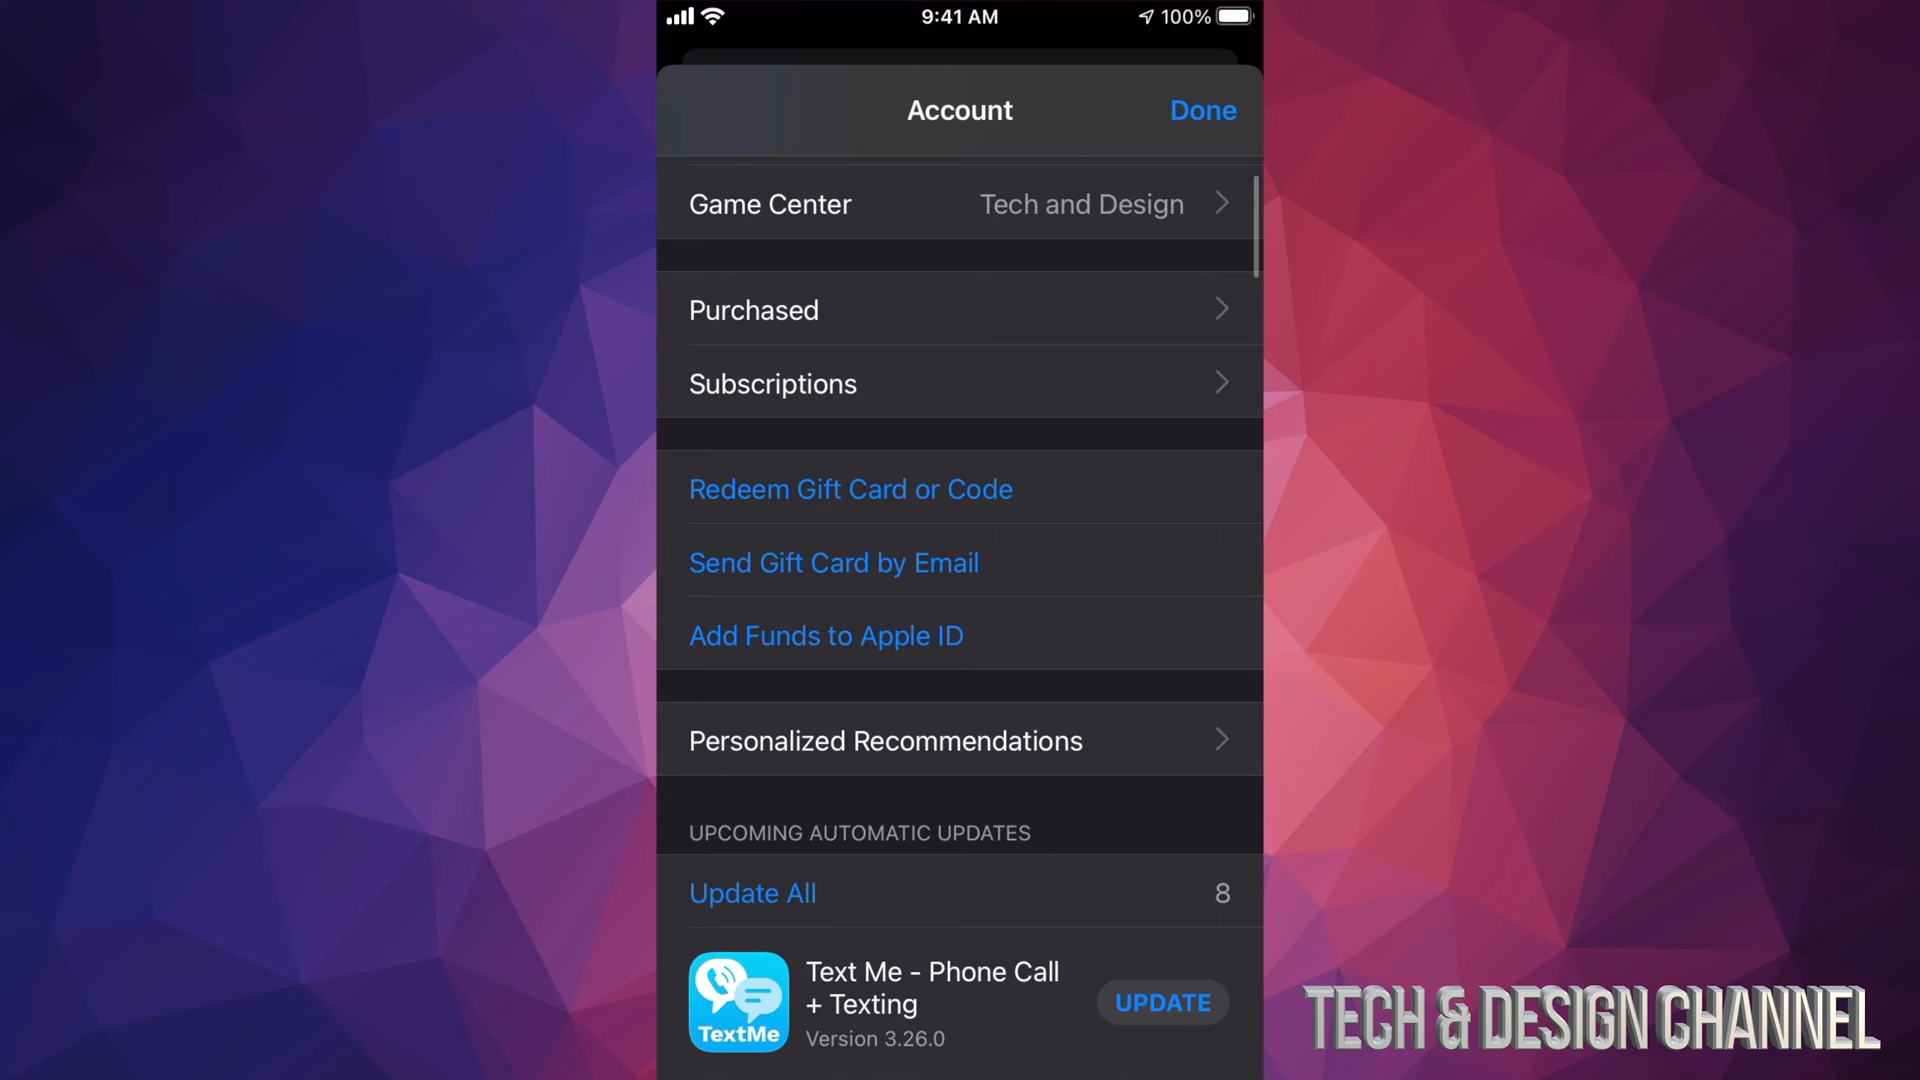 9:41 AM
100%
Account
Done
Game Center
Tech and Design
Purchased
Subscriptions
Redeem Gift Card or Code
Send Gift Card by Email
Add Funds to Apple ID
Personalized Recommendations
UPCOMING AUTOMATIC UPDATES
Update All
8
TextMe
Text Me - Phone Call
+ Texting
Version 3.26.0
UPDATE
TECH & DESIGN CHANNEL